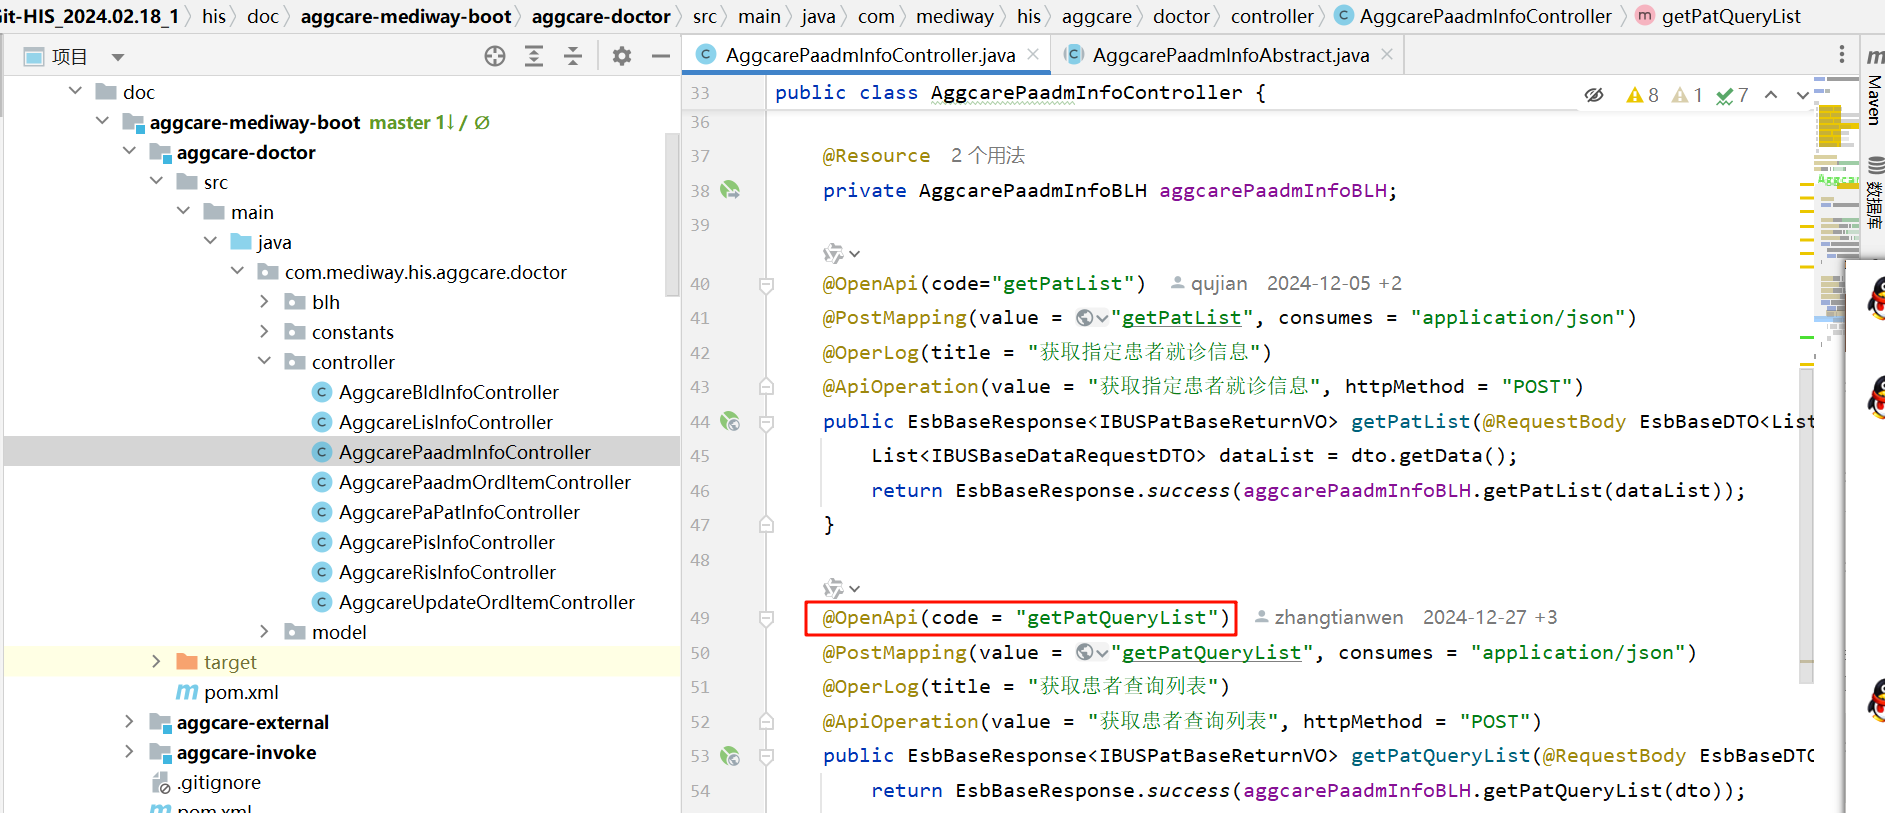 Git-HIS_2024.02.18_1 his doc aggcare-mediway-boot aggcare-doctor src main java com mediway his aggcare doctor controller AggcarePaadmInfoController getPatQueryList
项目
AggcarePaadmInfoController.java
AggcarePaadmInfoAbstract.java
doc
aggcare-mediway-boot master 1↓ / Ø
aggcare-doctor
src
main
java
com.mediway.his.aggcare.doctor
blh
constants
controller
AggcareBldInfoController
AggcareLisInfoController
AggcarePaadmInfoController
AggcarePaadmOrdItemController
AggcarePaPatInfoController
AggcarePisInfoController
AggcareRisInfoController
AggcareUpdateOrdItemController
model
target
pom.xml
aggcare-external
aggcare-invoke
.gitignore
pom.xml
33 public class AggcarePaadmInfoController {
8 1 7
36
37 @Resource 2 个用法
38 private AggcarePaadmInfoBLH aggcarePaadmInfoBLH;
39
40 @OpenApi(code="getPatList") qujian 2024-12-05 +2
41 @PostMapping(value = "getPatList", consumes = "application/json")
42 @OperLog(title = "获取指定患者就诊信息")
43 @ApiOperation(value = "获取指定患者就诊信息", httpMethod = "POST")
44 public EsbBaseResponse<IBUSPatBaseReturnVO> getPatList(@RequestBody EsbBaseDTO<List
45 List<IBUSBaseDataRequestDTO> dataList = dto.getData();
46 return EsbBaseResponse.success(aggcarePaadmInfoBLH.getPatList(dataList));
47 }
48
49 @OpenApi(code = "getPatQueryList") zhangtianwen 2024-12-27 +3
50 @PostMapping(value = "getPatQueryList", consumes = "application/json")
51 @OperLog(title = "获取患者查询列表")
52 @ApiOperation(value = "获取患者查询列表", httpMethod = "POST")
53 public EsbBaseResponse<IBUSPatBaseReturnVO> getPatQueryList(@RequestBody EsbBaseDTO
54 return EsbBaseResponse.success(aggcarePaadmInfoBLH.getPatQueryList(dto));
Maven
数据库